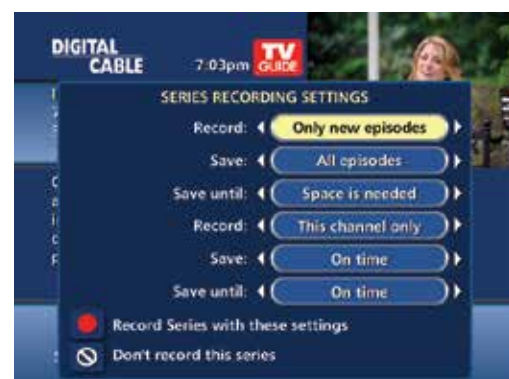 DIGITAL
CABLE
7:03pm
TV
GUIDE
SERIES RECORDING SETTINGS
Record: Only new episodes
Save: All episodes
Save until: Space is needed
Record: This channel only
Save: On time
Save until: On time
Record Series with these settings
Don't record this series